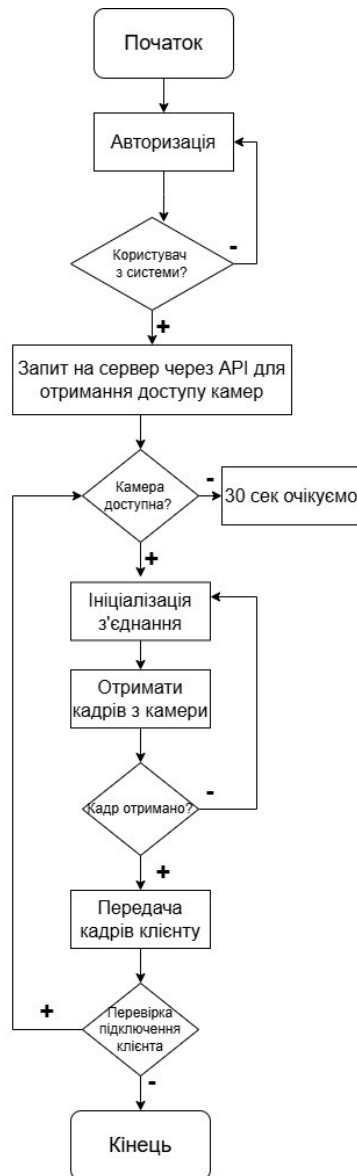 Початок
Авторизація
-
Користувач
з системи?
+
Запит на сервер через API для
отримання доступу камер
Камера
доступна?
-
30 сек очікуємо
+
Ініціалізація
з'єднання
Отримати
кадрів з камери
-
Кадр отримано?
+
Передача
кадрів клієнту
+
Перевірка
підключення
клієнта
-
Кінець